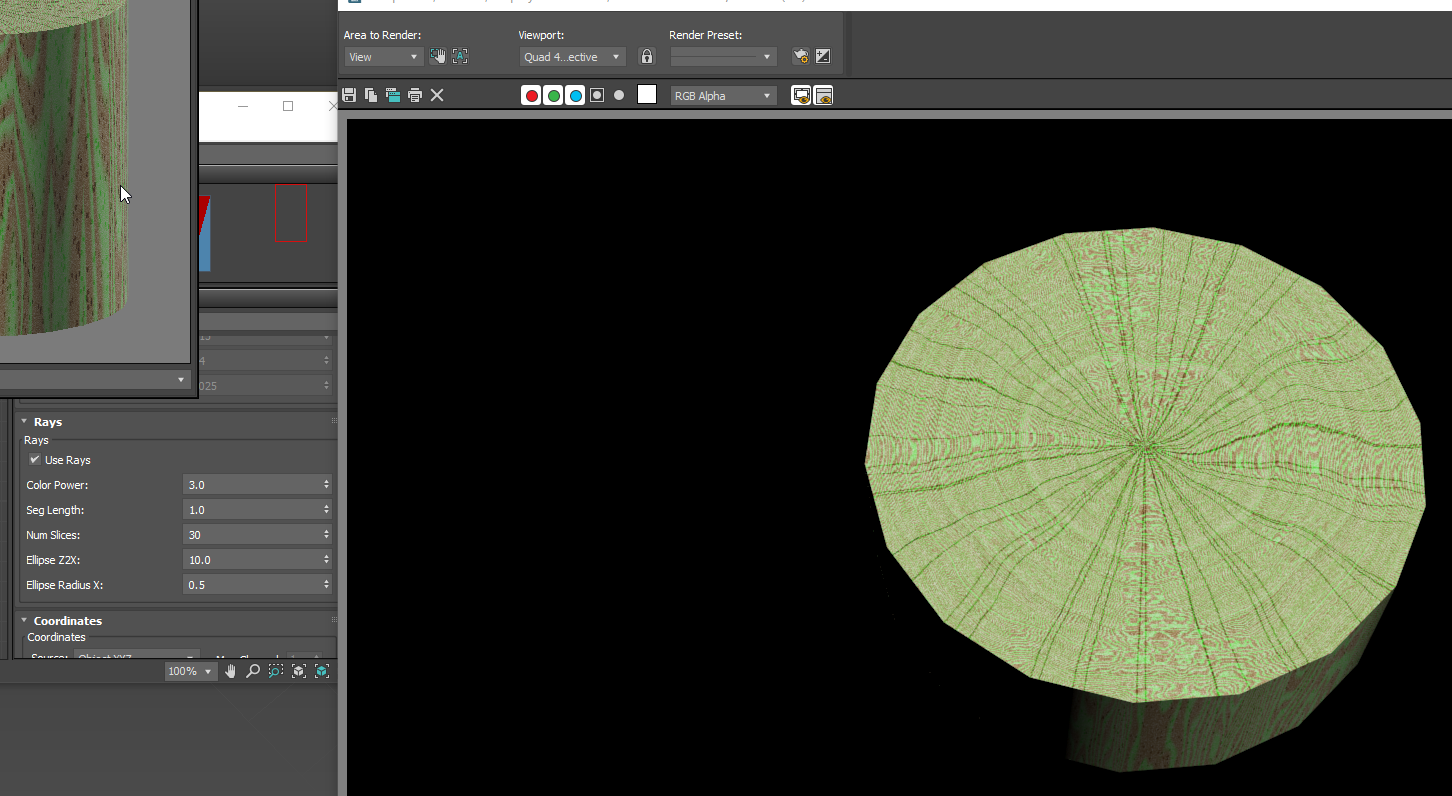 Area to Render:
Viewport:
Render Preset:
View
Quad 4...ective
RGB Alpha
025
Rays
Rays
Use Rays
Color Power:
3.0
Seg Length:
1.0
Num Slices:
30
Ellipse Z2X:
10.0
Ellipse Radius X:
0.5
Coordinates
Coordinates
100%